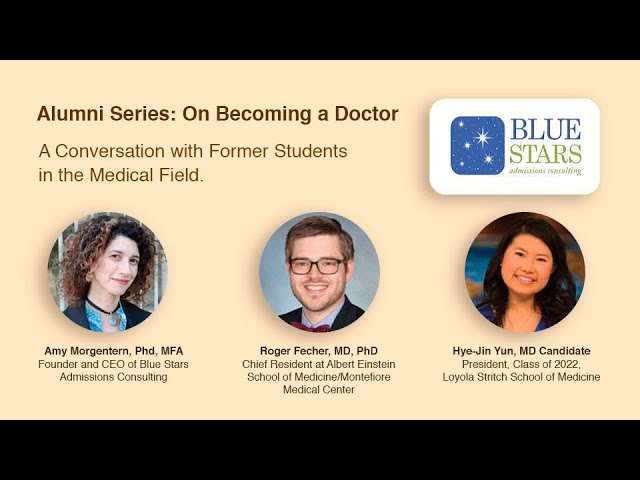 Alumni Series: On Becoming a Doctor
A Conversation with Former Students
in the Medical Field.
BLUE
STARS
admissions consulting
Amy Morgentern, Phd, MFA
Founder and CEO of Blue Stars
Admissions Consulting
Roger Fecher, MD, PhD
Chief Resident at Albert Einstein
School of Medicine/Montefiore
Medical Center
Hye-Jin Yun, MD Candidate
President, Class of 2022,
Loyola Stritch School of Medicine